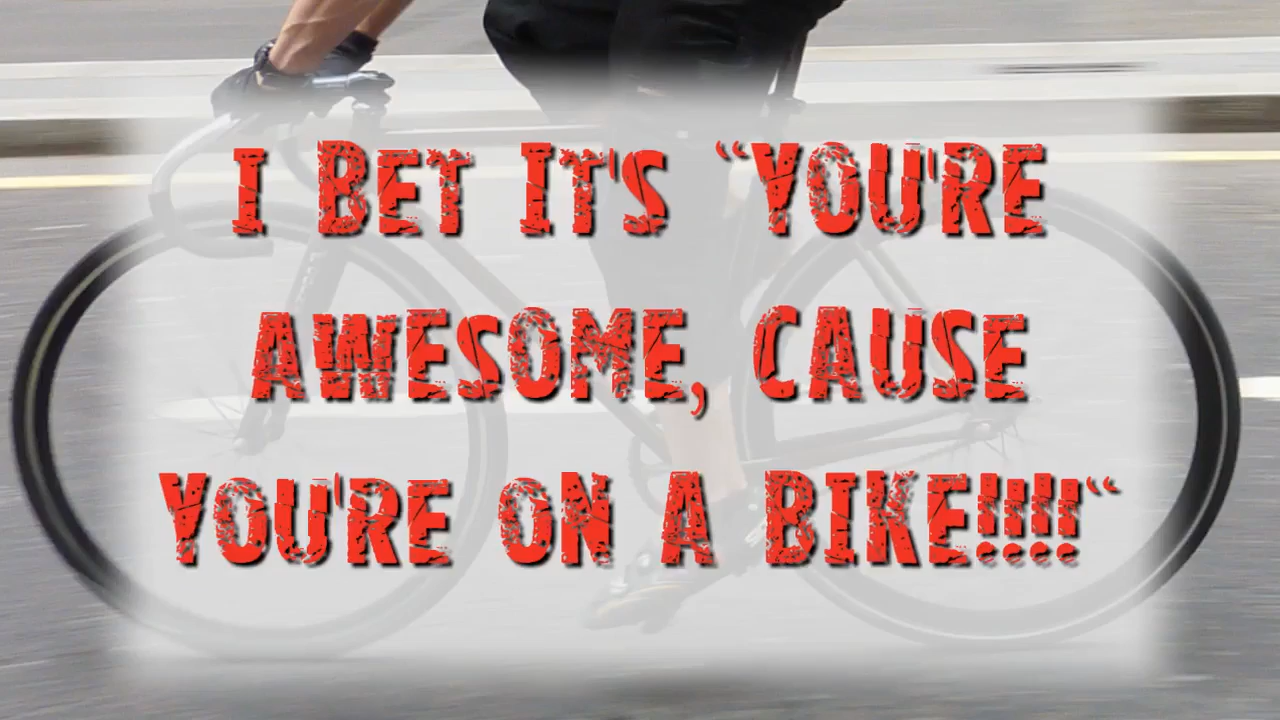 I BET IT'S “YOU'RE
AWESOME, CAUSE
YOU'RE ON A BIKE!!!!“